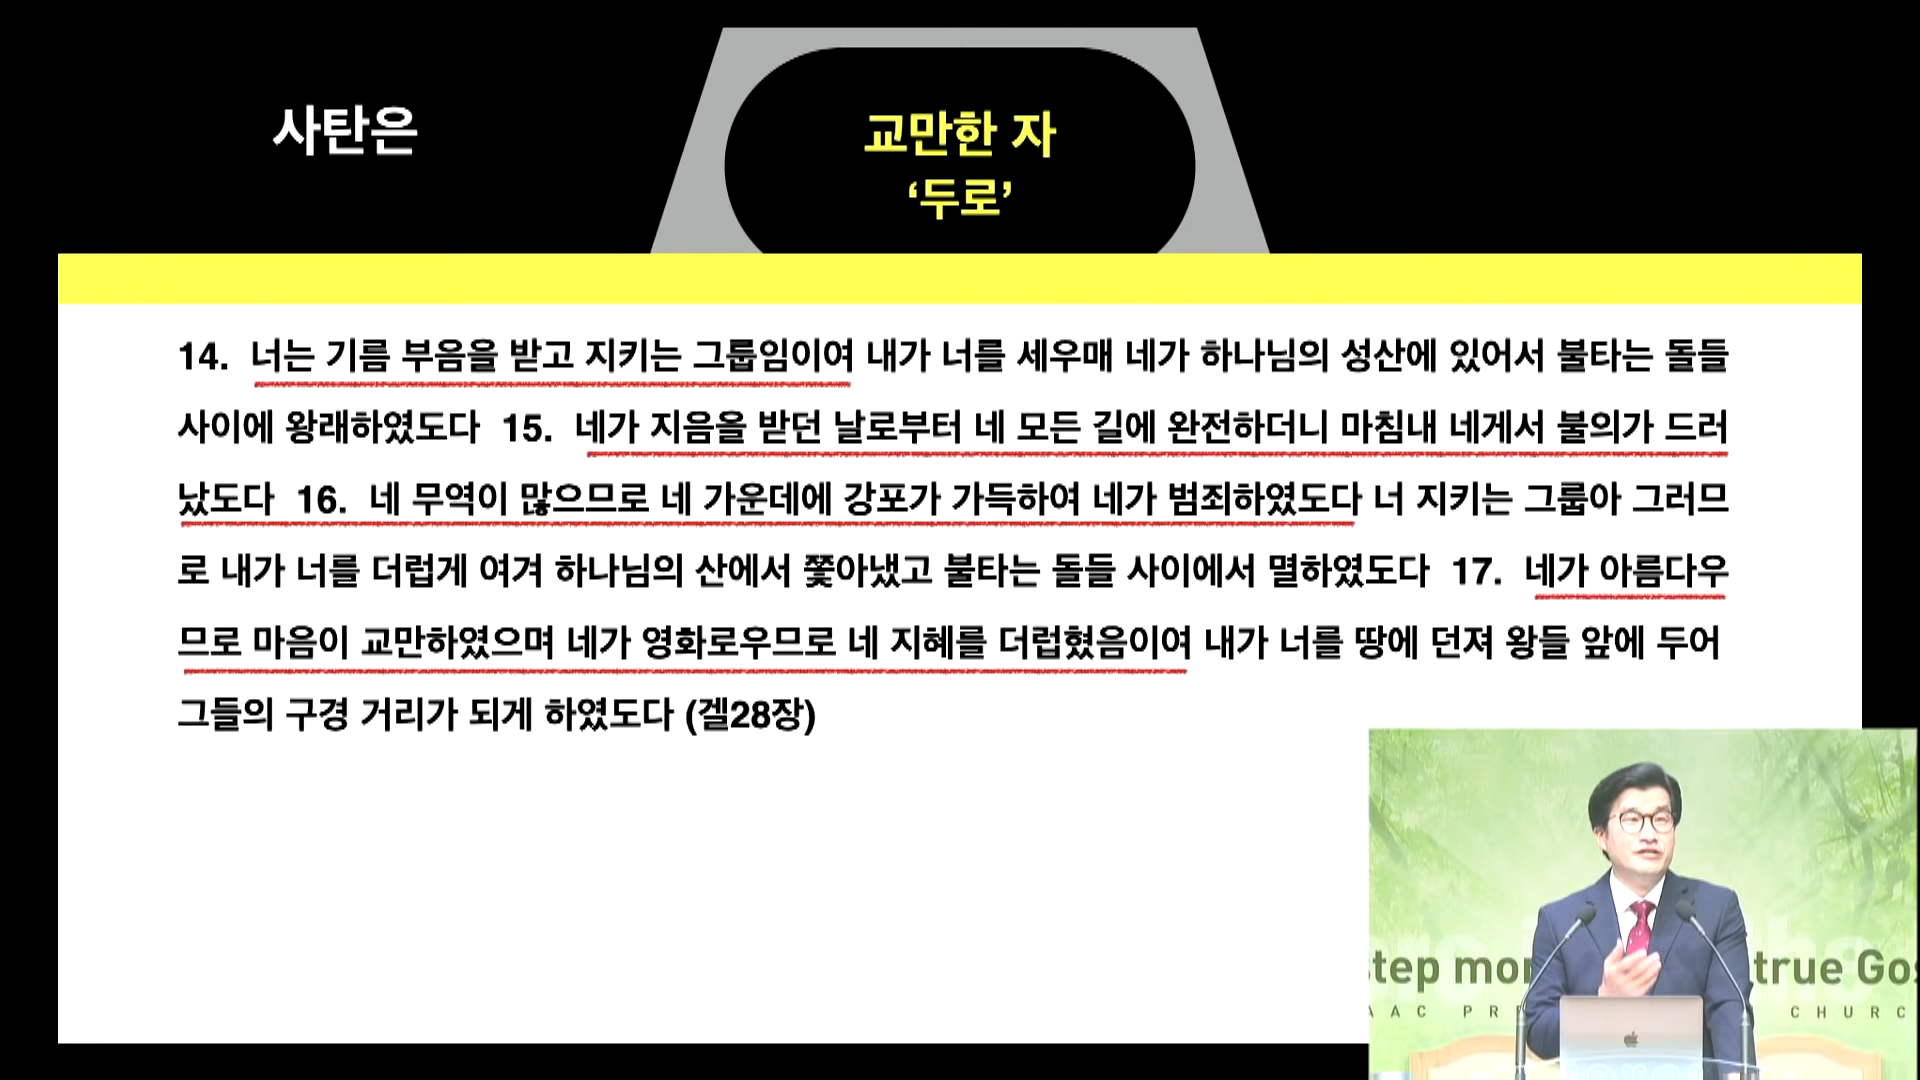 사탄은
교만한 자
‘두로’
14. 너는 기름 부음을 받고 지키는 그룹임이여 내가 너를 세우매 네가 하나님의 성산에 있어서 불타는 돌들
사이에 왕래하였도다 15. 네가 지음올 받던 날로부터 네 모든 길에 완전하더니 마침내 네게서 불의가 드러
났도다 16. 네 무역이 많으므로 네 가운데에 강포가 가득하여 네가 범죄하였도다 너 지키는 그룹아 그러므
로 내가 너를 더럽게 여겨 하나님의 산에서 쫓아냈고 불타는 돌들 사이에서 멸하였도다 17. 네가 아름다우
므로 마음이 교만하였으며 네가 영화로우므로 네 지혜를 더럽혔음이여 내가 너를 땅에 던져 왕들 앞에 두어
그들의 구경 거리가 되게 하였도다 (겔28장)
step mor true Gos
AAC PR CHURC